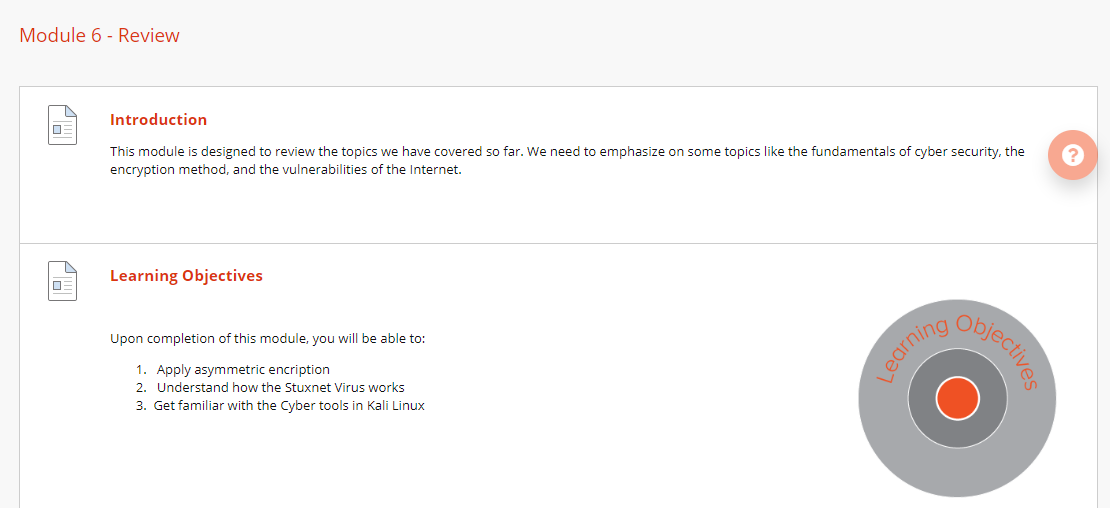 Module 6 - Review
Introduction
This module is designed to review the topics we have covered so far. We need to emphasize on some topics like the fundamentals of cyber security, the
encryption method, and the vulnerabilities of the Internet.
?
Learning Objectives
Upon completion of this module, you will be able to:
1. Apply asymmetric encription
2. Understand how the Stuxnet Virus works
3. Get familiar with the Cyber tools in Kali Linux
Learning Objectives